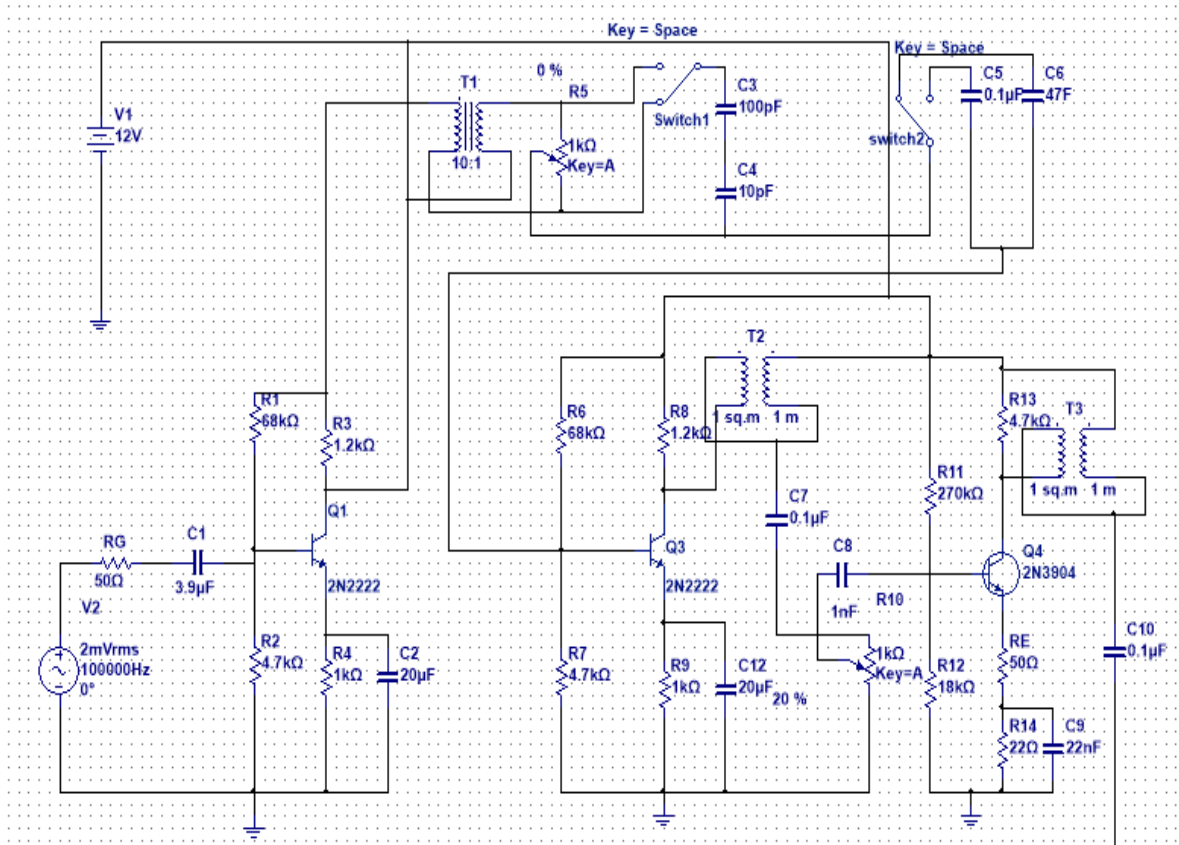 Key = Space
Key = Space
T1
0 %
R5
C5
C6
0.1µF
47F
C3
100pF
V1
12V
Switch1
switch2
1kΩ
Key=A
10:1
C4
10pF
T2
R1
68kΩ
R3
1.2kΩ
R6
68kΩ
R8
1.2kΩ
1 sq.m
1 m
R13
4.7kΩ
T3
R11
270kΩ
1 sq.m
1 m
Q1
C7
0.1µF
C1
3.9µF
RG
50Ω
Q3
C8
1nF
R10
Q4
2N3904
2N2222
2N2222
V2
2mVrms
100000Hz
0°
R2
4.7kΩ
R4
1kΩ
C2
20µF
R7
4.7kΩ
R9
1kΩ
C12
20µF
20 %
1kΩ
Key=A
R12
18kΩ
RE
50Ω
C10
0.1µF
R14
22Ω
C9
22nF